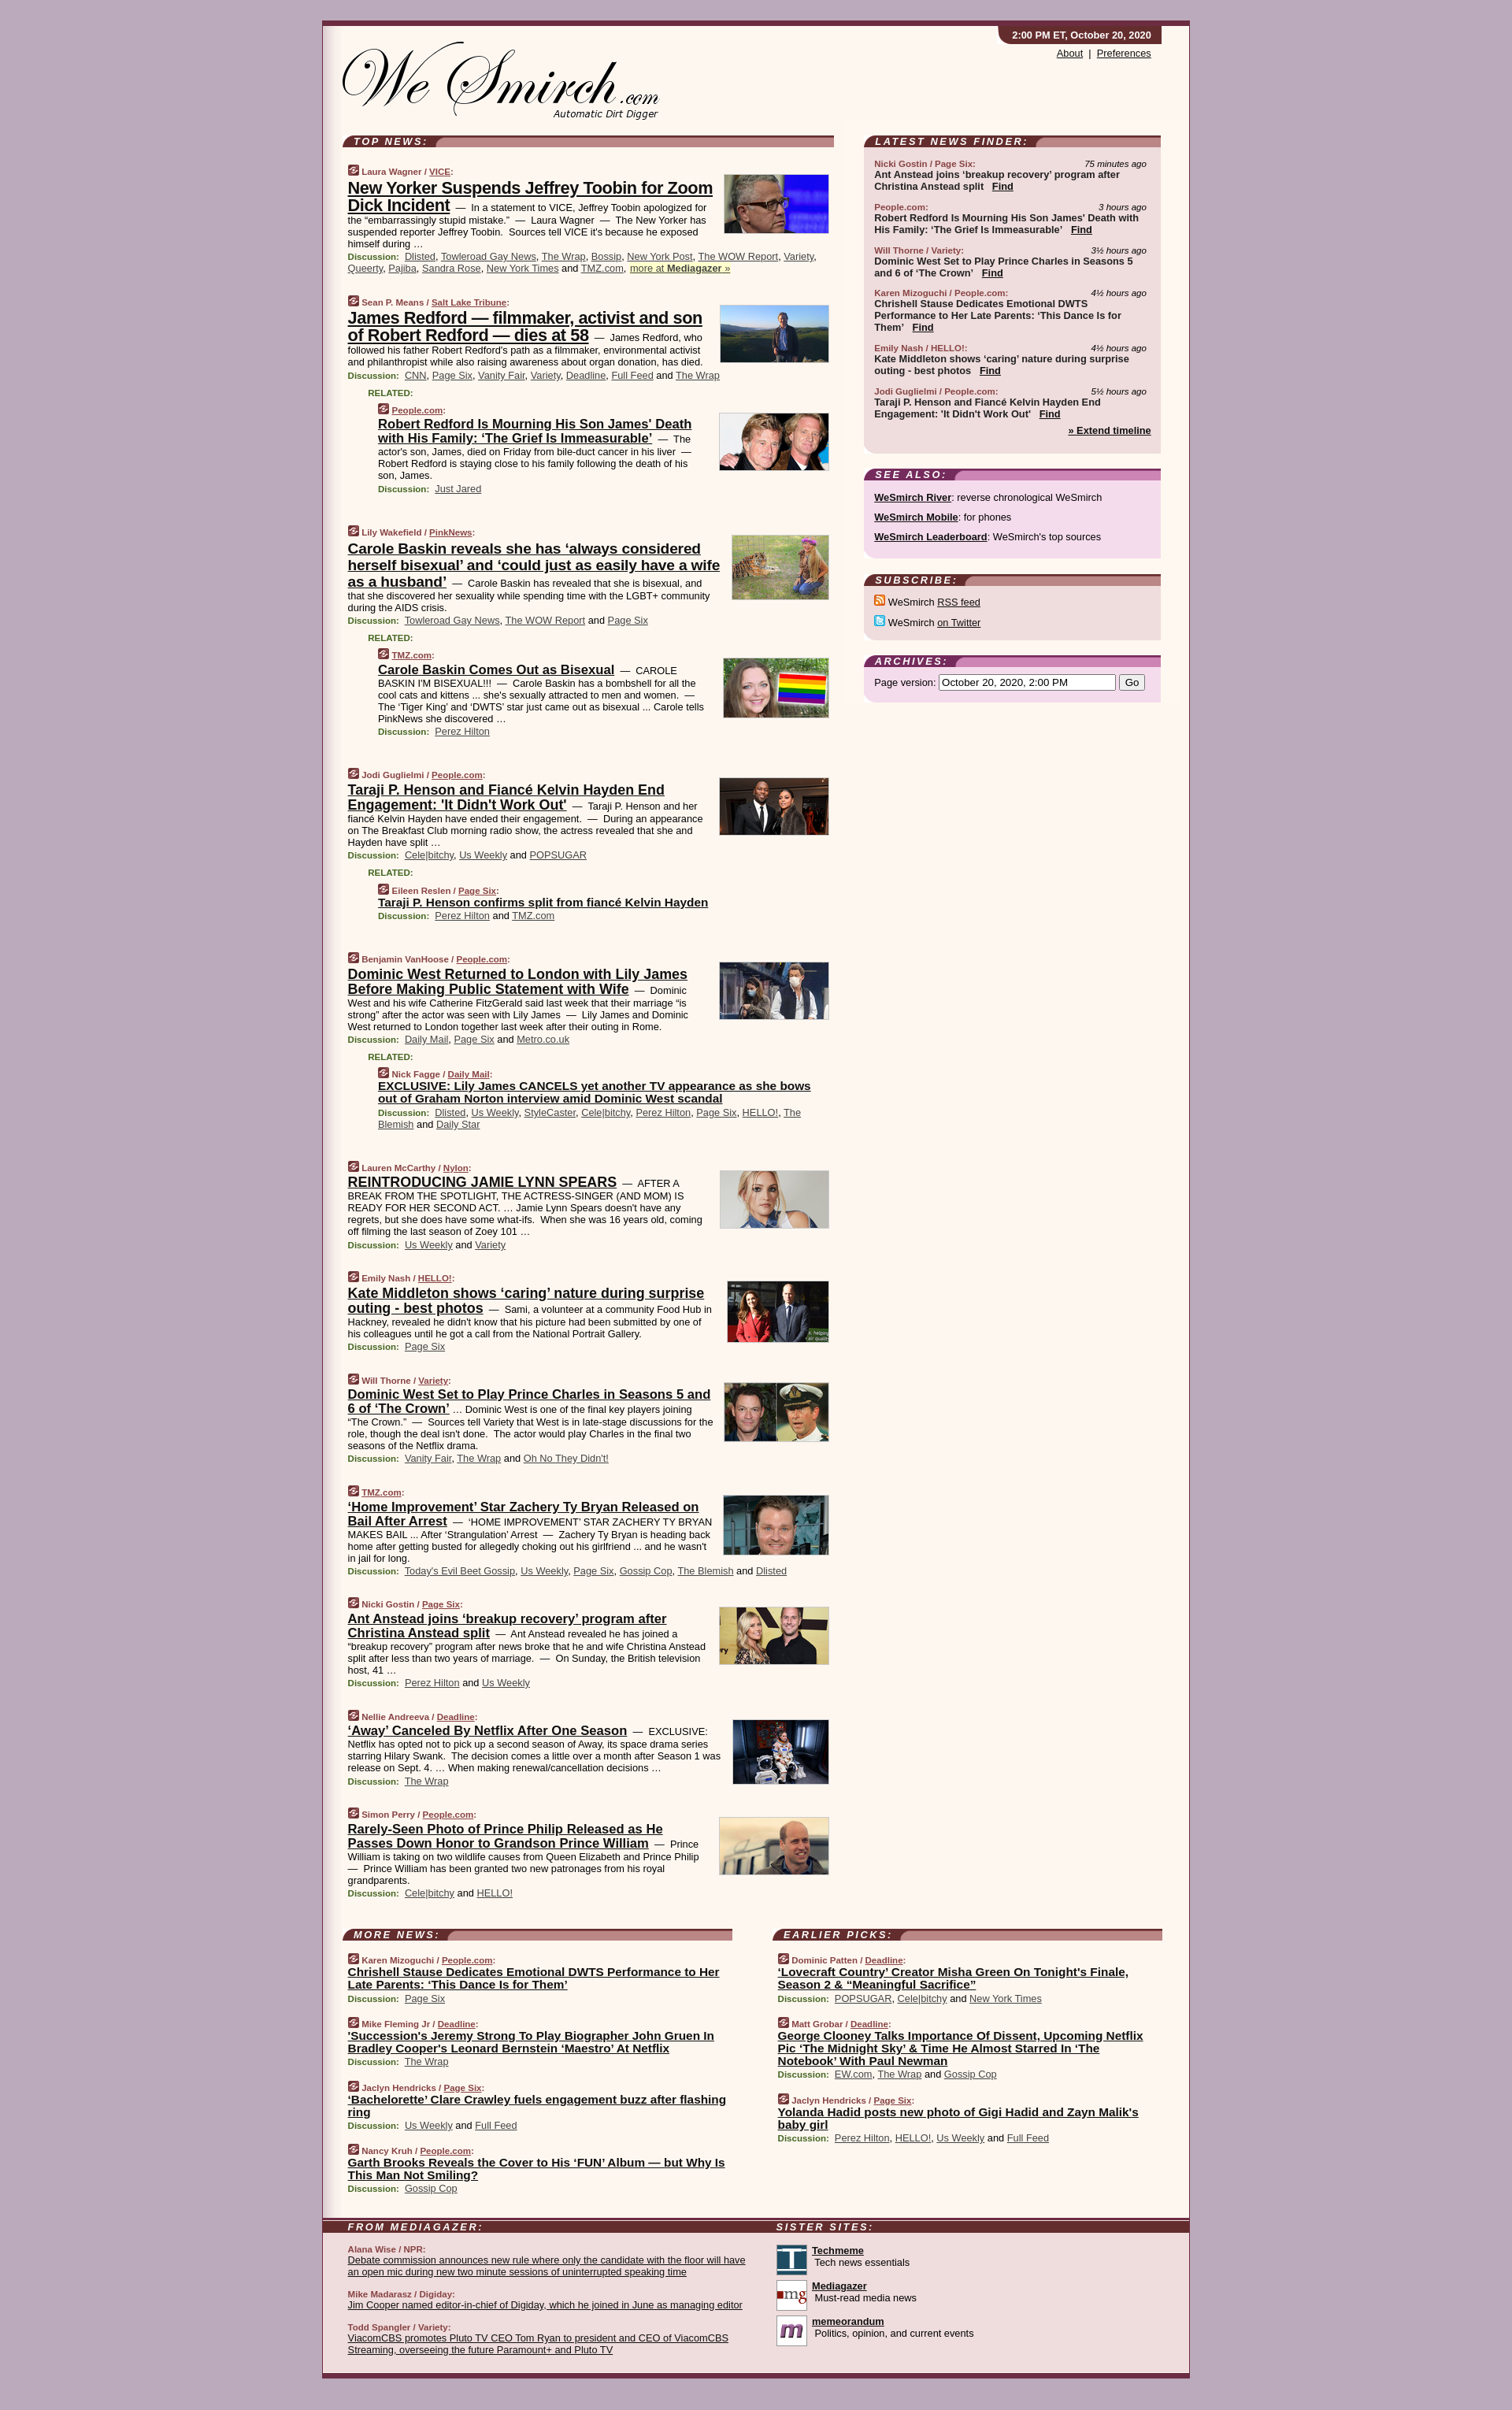 2:00 PM ET, October 20, 2020
About | Preferences
We Smirch.com
Automatic Dirt Digger
TOP NEWS:
Laura Wagner / VICE:
New Yorker Suspends Jeffrey Toobin for Zoom
Dick Incident — In a statement to VICE, Jeffrey Toobin apologized for
the “embarrassingly stupid mistake.” — Laura Wagner — The New Yorker has
suspended reporter Jeffrey Toobin. Sources tell VICE it's because he exposed
himself during …
Discussion: Dlisted, Towleroad Gay News, The Wrap, Bossip, New York Post, The WOW Report, Variety,
Queerty, Pajiba, Sandra Rose, New York Times and TMZ.com, more at Mediagazer »
Sean P. Means / Salt Lake Tribune:
James Redford — filmmaker, activist and son
of Robert Redford — dies at 58 — James Redford, who
followed his father Robert Redford's path as a filmmaker, environmental activist
and philanthropist while also raising awareness about organ donation, has died.
Discussion: CNN, Page Six, Vanity Fair, Variety, Deadline, Full Feed and The Wrap
RELATED:
People.com:
Robert Redford Is Mourning His Son James' Death
with His Family: ‘The Grief Is Immeasurable’ — The
actor's son, James, died on Friday from bile-duct cancer in his liver —
Robert Redford is staying close to his family following the death of his
son, James.
Discussion: Just Jared
Lily Wakefield / PinkNews:
Carole Baskin reveals she has ‘always considered
herself bisexual’ and ‘could just as easily have a wife
as a husband’ — Carole Baskin has revealed that she is bisexual, and
that she discovered her sexuality while spending time with the LGBT+ community
during the AIDS crisis.
Discussion: Towleroad Gay News, The WOW Report and Page Six
RELATED:
TMZ.com:
Carole Baskin Comes Out as Bisexual — CAROLE
BASKIN I'M BISEXUAL!!! — Carole Baskin has a bombshell for all the
cool cats and kittens ... she's sexually attracted to men and women. —
The ‘Tiger King’ and ‘DWTS’ star just came out as bisexual ... Carole tells
PinkNews she discovered …
Discussion: Perez Hilton
Jodi Guglielmi / People.com:
Taraji P. Henson and Fiancé Kelvin Hayden End
Engagement: 'It Didn't Work Out' — Taraji P. Henson and her
fiancé Kelvin Hayden have ended their engagement. — During an appearance
on The Breakfast Club morning radio show, the actress revealed that she and
Hayden have split …
Discussion: Cele|bitchy, Us Weekly and POPSUGAR
RELATED:
Eileen Reslen / Page Six:
Taraji P. Henson confirms split from fiancé Kelvin Hayden
Discussion: Perez Hilton and TMZ.com
Benjamin VanHoose / People.com:
Dominic West Returned to London with Lily James
Before Making Public Statement with Wife — Dominic
West and his wife Catherine FitzGerald said last week that their marriage “is
strong” after the actor was seen with Lily James — Lily James and Dominic
West returned to London together last week after their outing in Rome.
Discussion: Daily Mail, Page Six and Metro.co.uk
RELATED:
Nick Fagge / Daily Mail:
EXCLUSIVE: Lily James CANCELS yet another TV appearance as she bows
out of Graham Norton interview amid Dominic West scandal
Discussion: Dlisted, Us Weekly, StyleCaster, Cele|bitchy, Perez Hilton, Page Six, HELLO!, The
Blemish and Daily Star
Lauren McCarthy / Nylon:
REINTRODUCING JAMIE LYNN SPEARS — AFTER A
BREAK FROM THE SPOTLIGHT, THE ACTRESS-SINGER (AND MOM) IS
READY FOR HER SECOND ACT. … Jamie Lynn Spears doesn't have any
regrets, but she does have some what-ifs. When she was 16 years old, coming
off filming the last season of Zoey 101 …
Discussion: Us Weekly and Variety
Emily Nash / HELLO!:
Kate Middleton shows ‘caring’ nature during surprise
outing - best photos — Sami, a volunteer at a community Food Hub in
Hackney, revealed he didn't know that his picture had been submitted by one of
his colleagues until he got a call from the National Portrait Gallery.
Discussion: Page Six
Will Thorne / Variety:
Dominic West Set to Play Prince Charles in Seasons 5 and
6 of ‘The Crown’ … Dominic West is one of the final key players joining
“The Crown.” — Sources tell Variety that West is in late-stage discussions for the
role, though the deal isn't done. The actor would play Charles in the final two
seasons of the Netflix drama.
Discussion: Vanity Fair, The Wrap and Oh No They Didn't!
TMZ.com:
‘Home Improvement’ Star Zachery Ty Bryan Released on
Bail After Arrest — ‘HOME IMPROVEMENT’ STAR ZACHERY TY BRYAN
MAKES BAIL ... After ‘Strangulation’ Arrest — Zachery Ty Bryan is heading back
home after getting busted for allegedly choking out his girlfriend ... and he wasn't
in jail for long.
Discussion: Today's Evil Beet Gossip, Us Weekly, Page Six, Gossip Cop, The Blemish and Dlisted
Nicki Gostin / Page Six:
Ant Anstead joins ‘breakup recovery’ program after
Christina Anstead split — Ant Anstead revealed he has joined a
“breakup recovery” program after news broke that he and wife Christina Anstead
split after less than two years of marriage. — On Sunday, the British television
host, 41 …
Discussion: Perez Hilton and Us Weekly
Nellie Andreeva / Deadline:
‘Away’ Canceled By Netflix After One Season — EXCLUSIVE:
Netflix has opted not to pick up a second season of Away, its space drama series
starring Hilary Swank. The decision comes a little over a month after Season 1 was
release on Sept. 4. … When making renewal/cancellation decisions …
Discussion: The Wrap
Simon Perry / People.com:
Rarely-Seen Photo of Prince Philip Released as He
Passes Down Honor to Grandson Prince William — Prince
William is taking on two wildlife causes from Queen Elizabeth and Prince Philip
— Prince William has been granted two new patronages from his royal
grandparents.
Discussion: Cele|bitchy and HELLO!
LATEST NEWS FINDER:
Nicki Gostin / Page Six: 75 minutes ago
Ant Anstead joins ‘breakup recovery’ program after
Christina Anstead split Find
People.com: 3 hours ago
Robert Redford Is Mourning His Son James' Death with
His Family: ‘The Grief Is Immeasurable’ Find
Will Thorne / Variety: 3½ hours ago
Dominic West Set to Play Prince Charles in Seasons 5
and 6 of ‘The Crown’ Find
Karen Mizoguchi / People.com: 4½ hours ago
Chrishell Stause Dedicates Emotional DWTS
Performance to Her Late Parents: ‘This Dance Is for
Them’ Find
Emily Nash / HELLO!: 4½ hours ago
Kate Middleton shows ‘caring’ nature during surprise
outing - best photos Find
Jodi Guglielmi / People.com: 5½ hours ago
Taraji P. Henson and Fiancé Kelvin Hayden End
Engagement: 'It Didn't Work Out' Find
» Extend timeline
SEE ALSO:
WeSmirch River: reverse chronological WeSmirch
WeSmirch Mobile: for phones
WeSmirch Leaderboard: WeSmirch's top sources
SUBSCRIBE:
WeSmirch RSS feed
WeSmirch on Twitter
ARCHIVES:
Page version: October 20, 2020, 2:00 PM Go
MORE NEWS:
Karen Mizoguchi / People.com:
Chrishell Stause Dedicates Emotional DWTS Performance to Her
Late Parents: ‘This Dance Is for Them’
Discussion: Page Six
Mike Fleming Jr / Deadline:
'Succession's Jeremy Strong To Play Biographer John Gruen In
Bradley Cooper's Leonard Bernstein ‘Maestro’ At Netflix
Discussion: The Wrap
Jaclyn Hendricks / Page Six:
‘Bachelorette’ Clare Crawley fuels engagement buzz after flashing
ring
Discussion: Us Weekly and Full Feed
Nancy Kruh / People.com:
Garth Brooks Reveals the Cover to His ‘FUN’ Album — but Why Is
This Man Not Smiling?
Discussion: Gossip Cop
EARLIER PICKS:
Dominic Patten / Deadline:
‘Lovecraft Country’ Creator Misha Green On Tonight's Finale,
Season 2 & “Meaningful Sacrifice”
Discussion: POPSUGAR, Cele|bitchy and New York Times
Matt Grobar / Deadline:
George Clooney Talks Importance Of Dissent, Upcoming Netflix
Pic ‘The Midnight Sky’ & Time He Almost Starred In ‘The
Notebook’ With Paul Newman
Discussion: EW.com, The Wrap and Gossip Cop
Jaclyn Hendricks / Page Six:
Yolanda Hadid posts new photo of Gigi Hadid and Zayn Malik's
baby girl
Discussion: Perez Hilton, HELLO!, Us Weekly and Full Feed
FROM MEDIAGAZER:
Alana Wise / NPR:
Debate commission announces new rule where only the candidate with the floor will have
an open mic during new two minute sessions of uninterrupted speaking time
Mike Madarasz / Digiday:
Jim Cooper named editor-in-chief of Digiday, which he joined in June as managing editor
Todd Spangler / Variety:
ViacomCBS promotes Pluto TV CEO Tom Ryan to president and CEO of ViacomCBS
Streaming, overseeing the future Paramount+ and Pluto TV
SISTER SITES:
T
Techmeme
Tech news essentials
mg
Mediagazer
Must-read media news
m
memeorandum
Politics, opinion, and current events